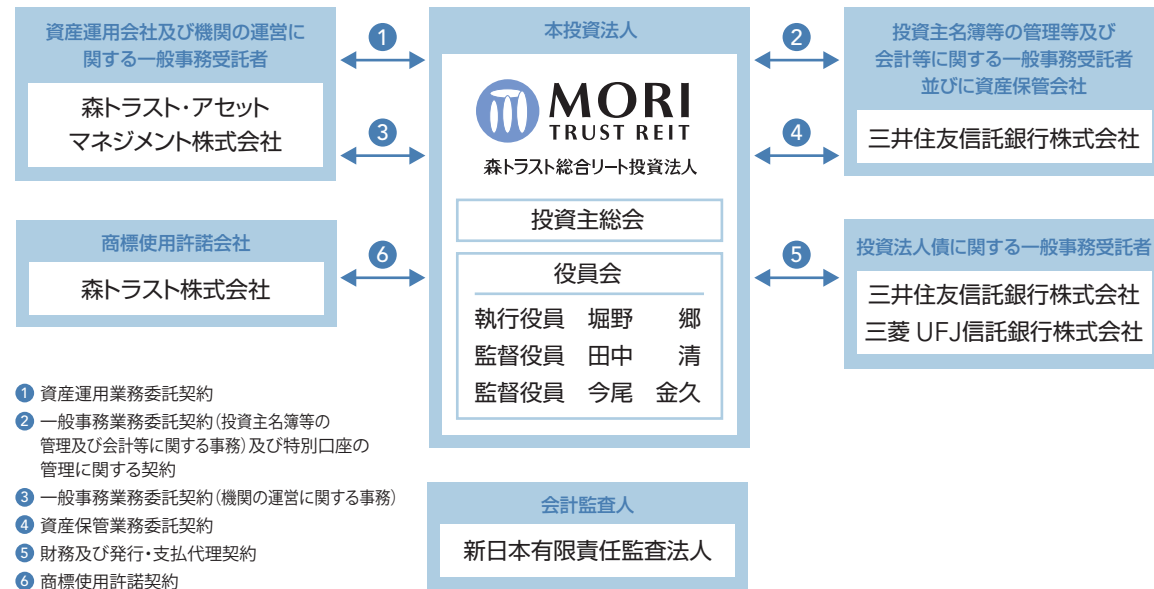 資産運用会社及び機関の運営に
関する一般事務受託者
森トラスト・アセット
マネジメント株式会社
1
3
商標使用許諾会社
森トラスト株式会社
6
本投資法人
MORI
TRUST REIT
森トラスト総合リート投資法人
投資主総会
役員会
執行役員 堀野 郷
監督役員 田中 清
監督役員 今尾 金久
2
4
5
投資主名簿等の管理等及び
会計等に関する一般事務受託者
並びに資産保管会社
三井住友信託銀行株式会社
投資法人債に関する一般事務受託者
三井住友信託銀行株式会社
三菱UFJ信託銀行株式会社
1 資産運用業務委託契約
2 一般事務業務委託契約(投資主名簿等の
管理及び会計等に関する事務)及び特別口座の
管理に関する契約
3 一般事務業務委託契約(機関の運営に関する事務)
4 資産保管業務委託契約
5 財務及び発行・支払代理契約
6 商標使用許諾契約
会計監査人
新日本有限責任監査法人